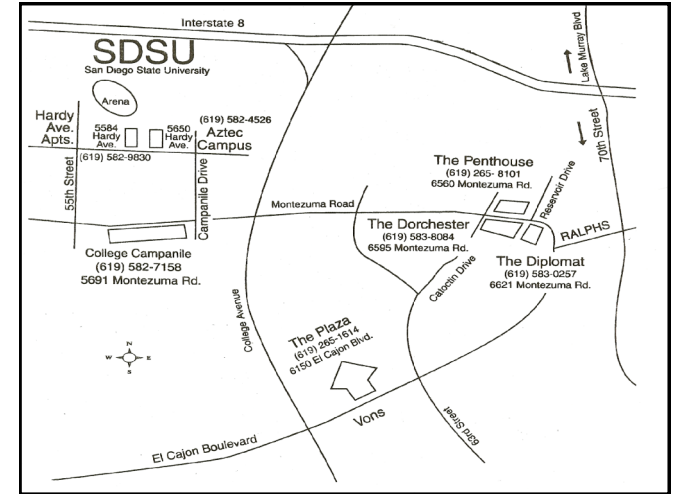 Interstate 8
SDSU
San Diego State University
Arena
Lake Murray Blvd
70th Street
Hardy
Ave.
Apts.
5584
Hardy
Ave.
5650
Hardy
Ave.
(619) 582-4526
Aztec
Campus
(619) 582-9830
55th Street
Campanile Drive
The Penthouse
(619) 265- 8101
6560 Montezuma Rd.
Reservoir Drive
Montezuma Road
The Dorchester
(619) 583-8084
6595 Montezuma Rd.
RALPHS
College Campanile
(619) 582-7158
5691 Montezuma Rd.
The Diplomat
(619) 583-0257
6621 Montezuma Rd.
Catoctin Drive
College Avenue
The Plaza
(619) 265-1614
6150 El Cajon Blvd.
N
W E
S
Vons
63rd Street
El Cajon Boulevard